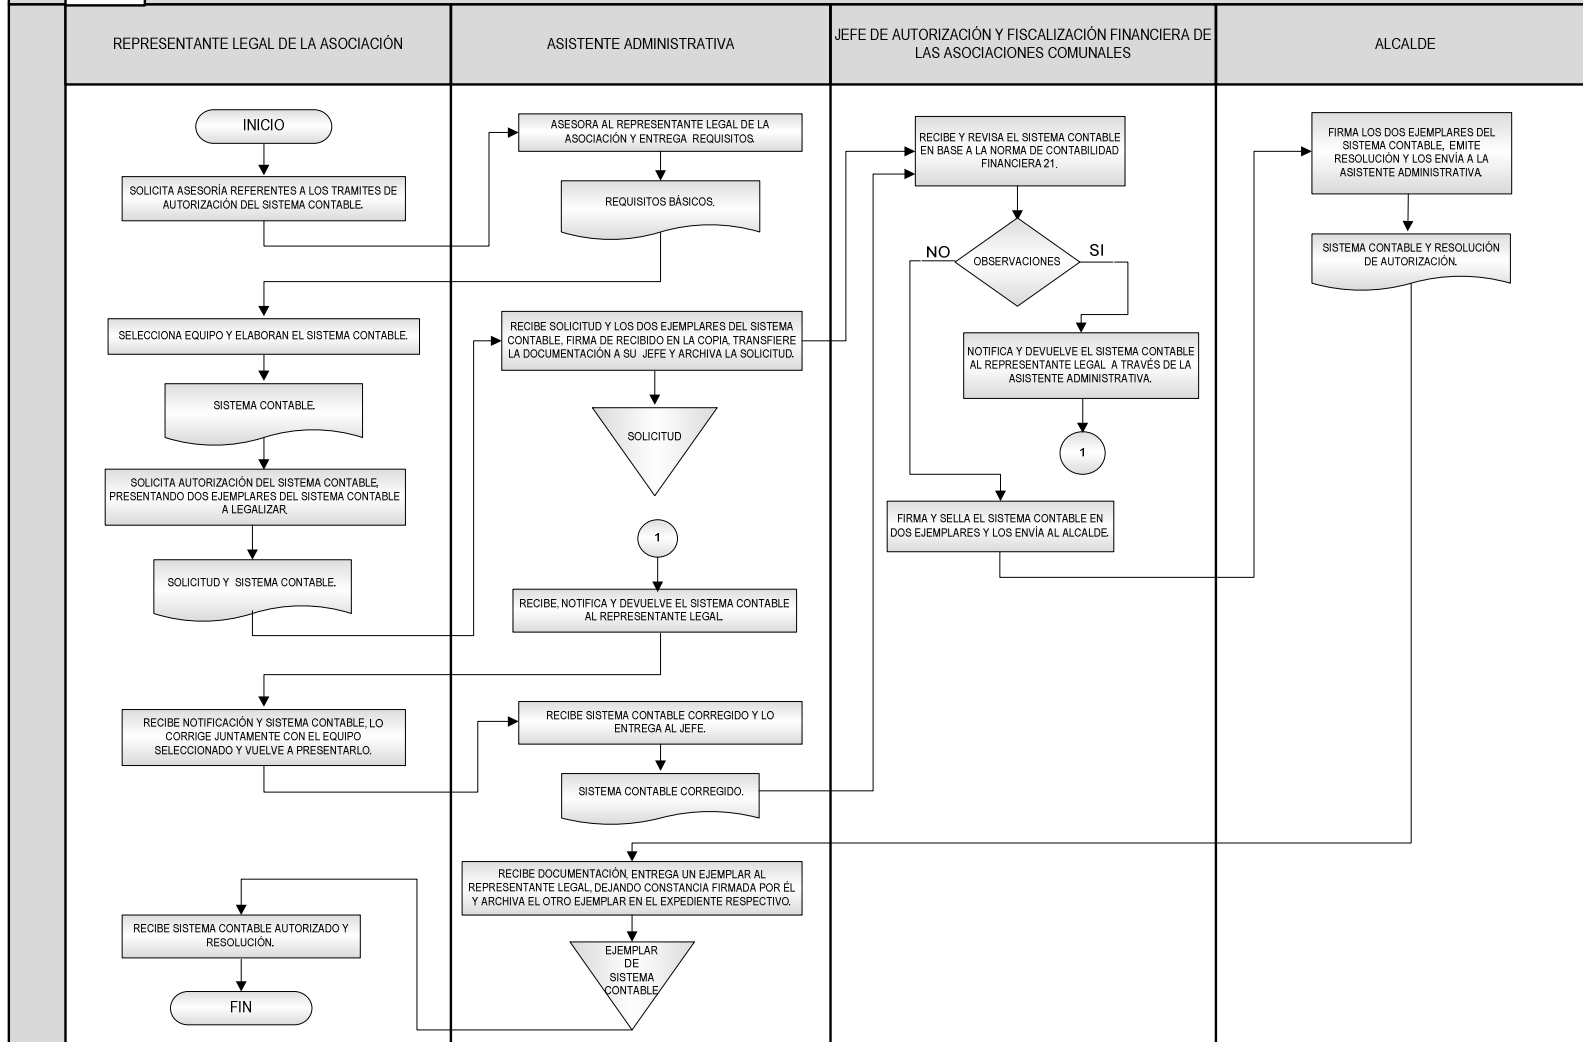 REPRESENTANTE LEGAL DE LA ASOCIACIÓN
ASISTENTE ADMINISTRATIVA
JEFE DE AUTORIZACIÓN Y FISCALIZACIÓN FINANCIERA DE
LAS ASOCIACIONES COMUNALES
ALCALDE
INICIO
SOLICITA ASESORÍA REFERENTES A LOS TRAMITES DE
AUTORIZACIÓN DEL SISTEMA CONTABLE.
ASESORA AL REPRESENTANTE LEGAL DE LA
ASOCIACIÓN Y ENTREGA REQUISITOS.
REQUISITOS BÁSICOS.
SELECCIONA EQUIPO Y ELABORAN EL SISTEMA CONTABLE.
SISTEMA CONTABLE.
SOLICITA AUTORIZACIÓN DEL SISTEMA CONTABLE,
PRESENTANDO DOS EJEMPLARES DEL SISTEMA CONTABLE
A LEGALIZAR.
SOLICITUD Y SISTEMA CONTABLE.
RECIBE SOLICITUD Y LOS DOS EJEMPLARES DEL SISTEMA
CONTABLE, FIRMA DE RECIBIDO EN LA COPIA, TRANSFIERE
LA DOCUMENTACIÓN A SU JEFE Y ARCHIVA LA SOLICITUD.
SOLICITUD
RECIBE Y REVISA EL SISTEMA CONTABLE
EN BASE A LA NORMA DE CONTABILIDAD
FINANCIERA 21.
OBSERVACIONES
NO
SI
NOTIFICA Y DEVUELVE EL SISTEMA CONTABLE
AL REPRESENTANTE LEGAL A TRAVÉS DE LA
ASISTENTE ADMINISTRATIVA.
1
FIRMA Y SELLA EL SISTEMA CONTABLE EN
DOS EJEMPLARES Y LOS ENVÍA AL ALCALDE.
FIRMA LOS DOS EJEMPLARES DEL
SISTEMA CONTABLE, EMITE
RESOLUCIÓN Y LOS ENVÍA A LA
ASISTENTE ADMINISTRATIVA.
SISTEMA CONTABLE Y RESOLUCIÓN
DE AUTORIZACIÓN.
1
RECIBE, NOTIFICA Y DEVUELVE EL SISTEMA CONTABLE
AL REPRESENTANTE LEGAL.
RECIBE NOTIFICACIÓN Y SISTEMA CONTABLE, LO
CORRIGE JUNTAMENTE CON EL EQUIPO
SELECCIONADO Y VUELVE A PRESENTARLO.
RECIBE SISTEMA CONTABLE CORREGIDO Y LO
ENTREGA AL JEFE.
SISTEMA CONTABLE CORREGIDO.
RECIBE DOCUMENTACIÓN, ENTREGA UN EJEMPLAR AL
REPRESENTANTE LEGAL, DEJANDO CONSTANCIA FIRMADA POR ÉL
Y ARCHIVA EL OTRO EJEMPLAR EN EL EXPEDIENTE RESPECTIVO.
EJEMPLAR
DE
SISTEMA
CONTABLE
RECIBE SISTEMA CONTABLE AUTORIZADO Y
RESOLUCIÓN.
FIN